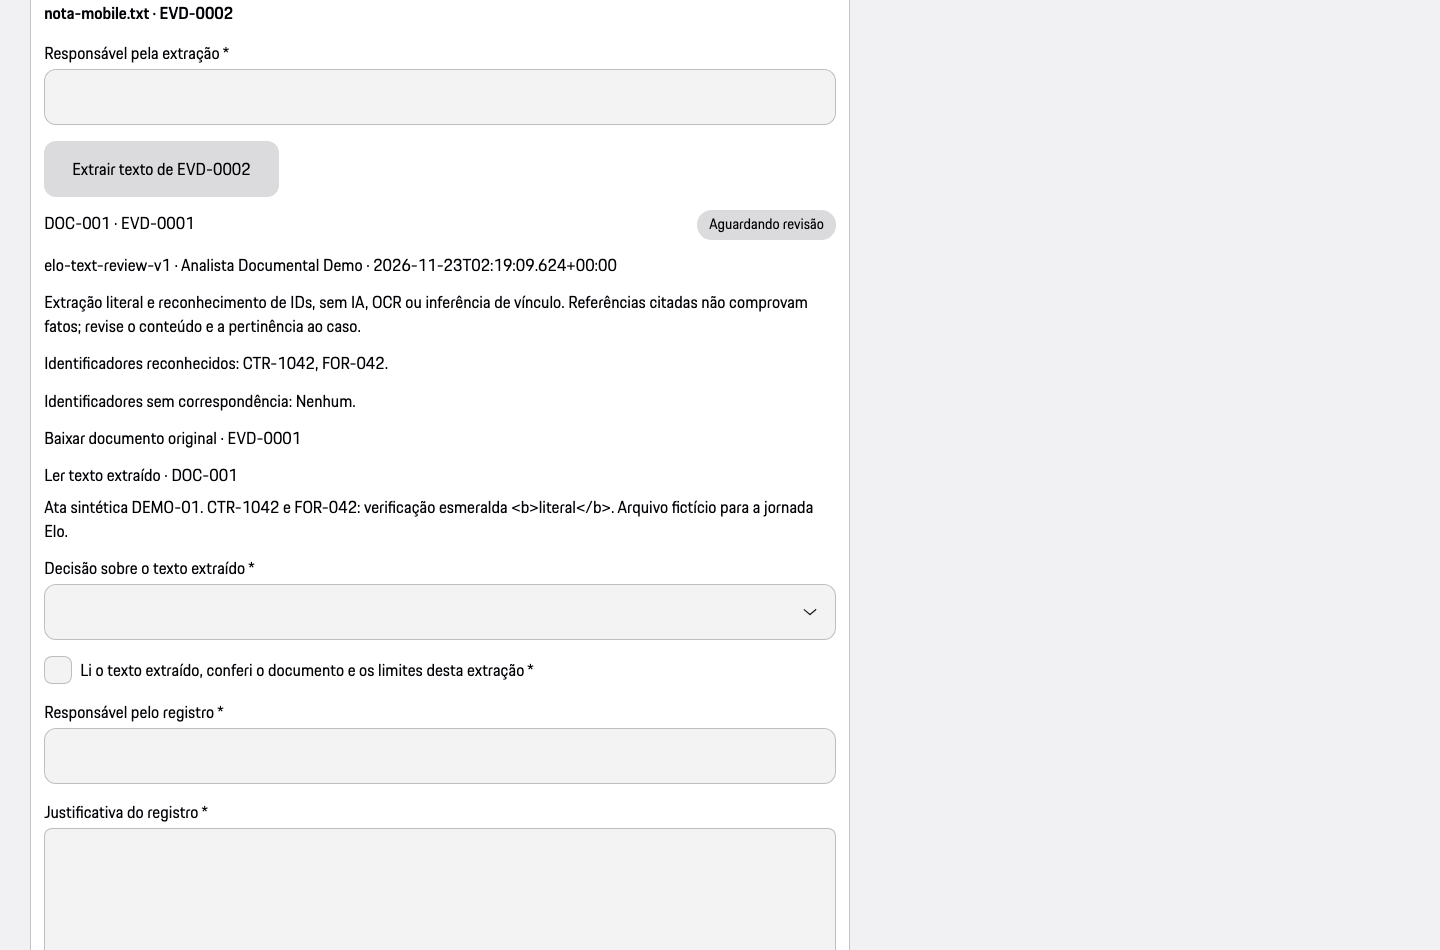 nota-mobile.txt · EVD-0002
Responsável pela extração *
Extrair texto de EVD-0002
DOC-001 · EVD-0001
Aguardando revisão
elo-text-review-v1 · Analista Documental Demo · 2026-11-23T02:19:09.624+00:00
Extração literal e reconhecimento de IDs, sem IA, OCR ou inferência de vínculo. Referências citadas não comprovam
fatos; revise o conteúdo e a pertinência ao caso.
Identificadores reconhecidos: CTR-1042, FOR-042.
Identificadores sem correspondência: Nenhum.
Baixar documento original · EVD-0001
Ler texto extraído · DOC-001
Ata sintética DEMO-01. CTR-1042 e FOR-042: verificação esmeralda <b>literal</b>. Arquivo fictício para a jornada
Elo.
Decisão sobre o texto extraído *
Li o texto extraído, conferi o documento e os limites desta extração *
Responsável pelo registro *
Justificativa do registro *